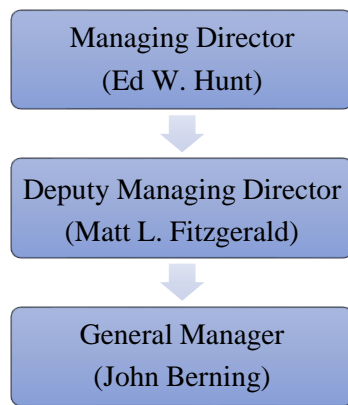 Managing Director
(Ed W. Hunt)
Deputy Managing Director
(Matt L. Fitzgerald)
General Manager
(John Berning)